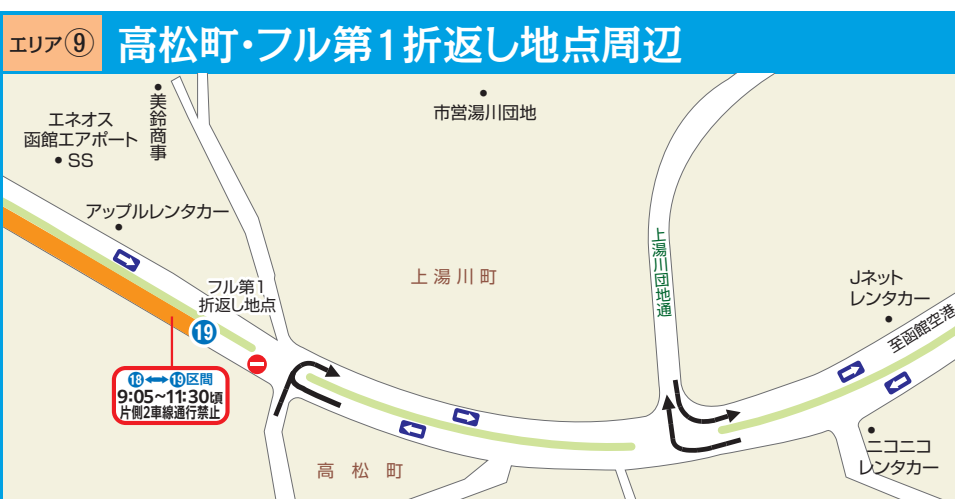 エリア⑨ 高松町・フル第1折返し地点周辺
美鈴商事
市営湯川団地
エネオス
函館エアポート
SS
アップルレンタカー
上湯川町
上湯川団地通
フル第1
折返し地点
⑲
Jネット
レンタカー
至函館空港
⑱⟷⑲区間
9:05~11:30頃
片側2車線通行禁止
高松町
ニコニコ
レンタカー